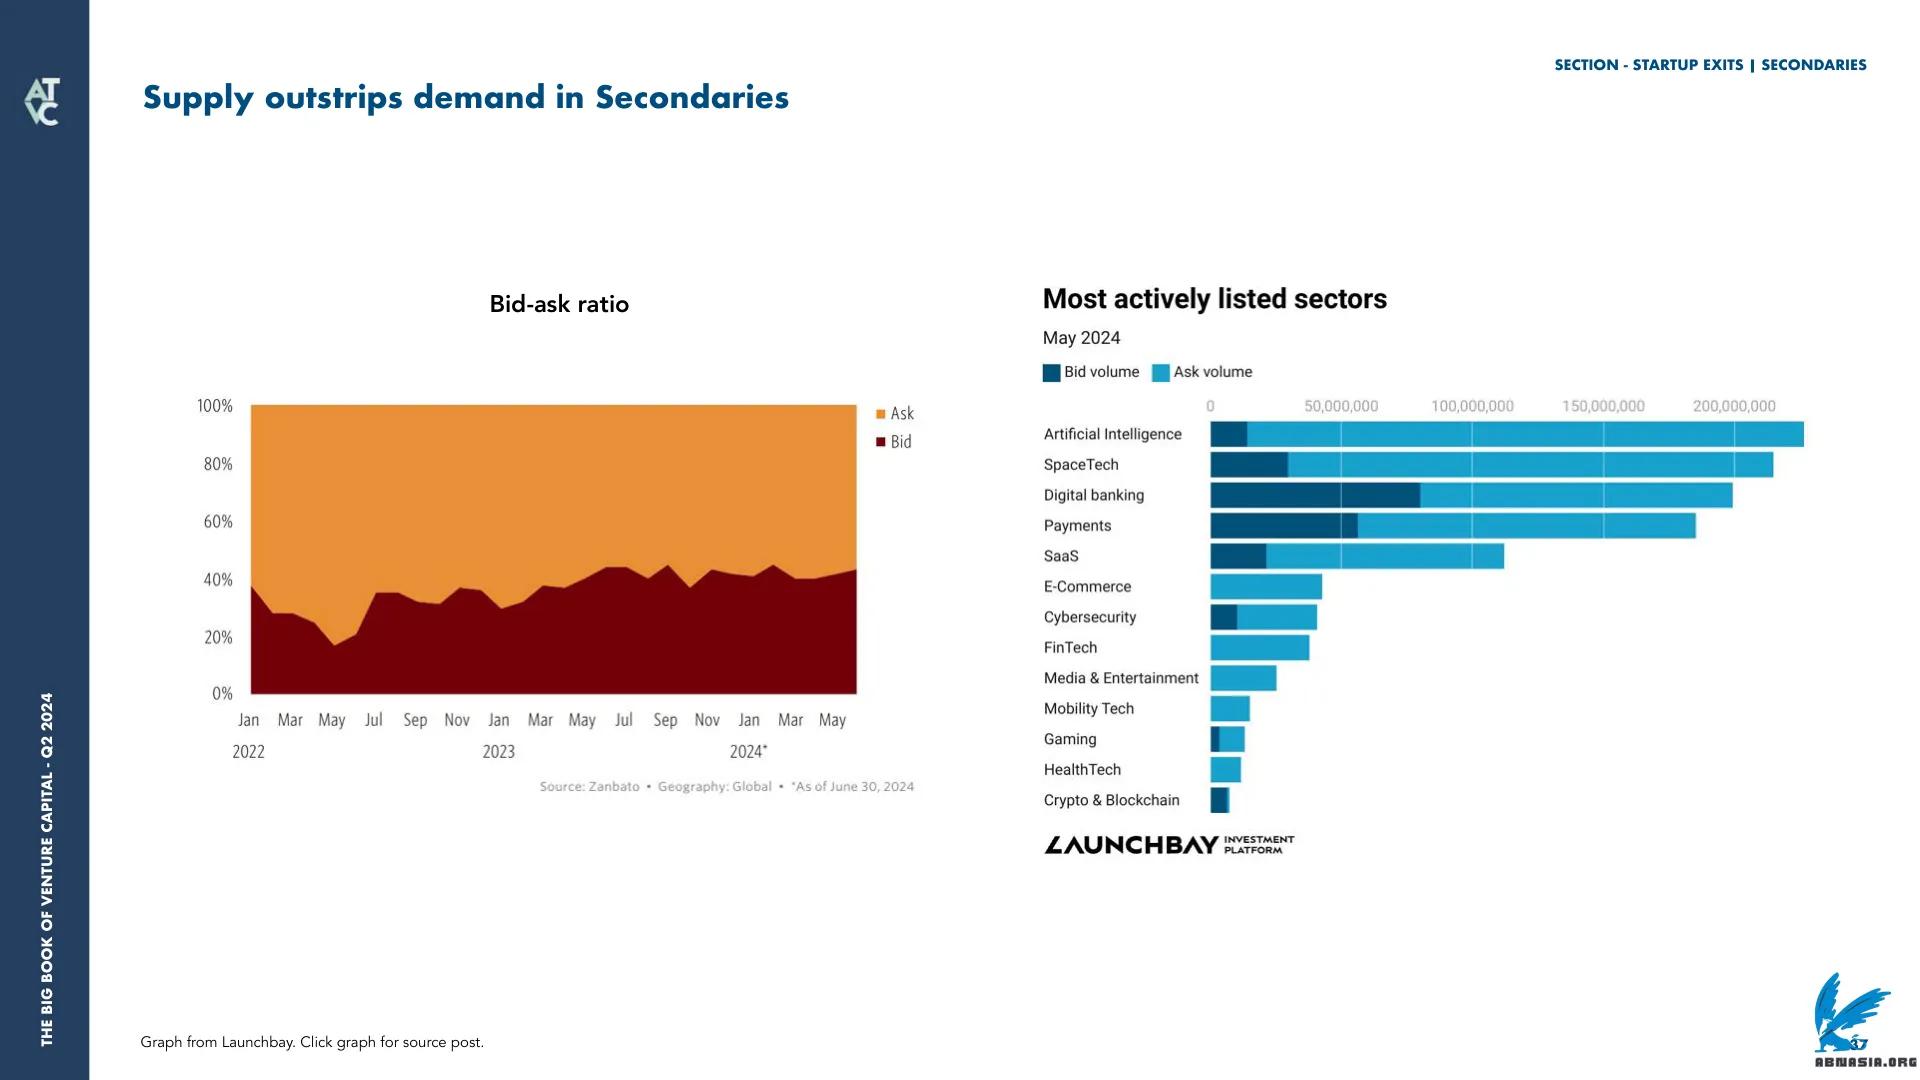 SECTION - STARTUP EXITS | SECONDARIES
ATVC
Supply outstrips demand in Secondaries
Bid-ask ratio
100%
80%
60%
40%
20%
0%
Ask
Bid
Jan Mar May Jul Sep Nov Jan Mar May Jul Sep Nov Jan Mar May
2022 2023 2024*
Source: Zanbato • Geography: Global • *As of June 30, 2024
Most actively listed sectors
May 2024
Bid volume Ask volume
0 50,000,000 100,000,000 150,000,000 200,000,000
Artificial Intelligence
SpaceTech
Digital banking
Payments
SaaS
E-Commerce
Cybersecurity
FinTech
Media & Entertainment
Mobility Tech
Gaming
HealthTech
Crypto & Blockchain
LAUNCHBAY INVESTMENT
PLATFORM
THE BIG BOOK OF VENTURE CAPITAL - Q2 2024
Graph from Launchbay. Click graph for source post.
37
ABNASIA.ORG